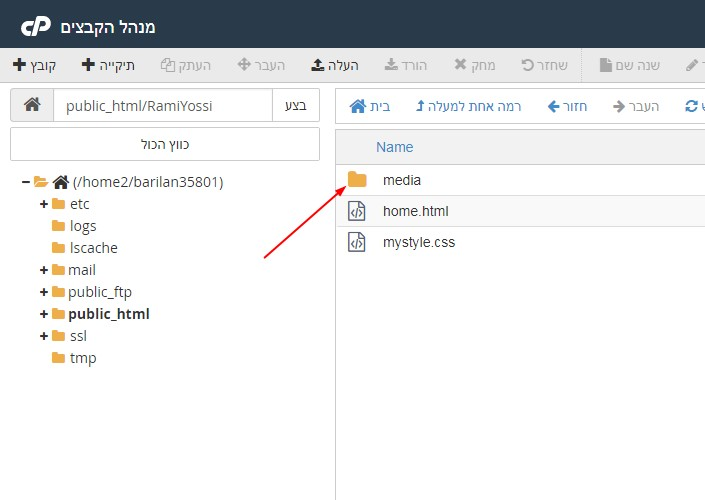 cP מנהל הקבצים
קובץ תיקייה העתק העבר העלה הורד מחק שחזר שנה שם
public_html/RamiYossi בצע
כווץ הכול
(/home2/barilan35801)
etc
logs
lscache
mail
public_ftp
public_html
ssl
tmp
בית רמה אחת למעלה חזור העבר
Name
media
home.html
mystyle.css